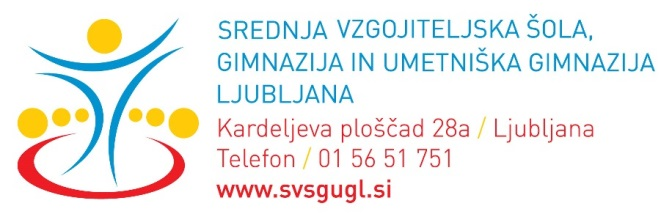 SREDNJA VZGOJITELJSKA ŠOLA,
GIMNAZIJA IN UMETNIŠKA GIMNAZIJA
LJUBLJANA
Kardeljeva ploščad 28a / Ljubljana
Telefon / 01 56 51 751
www.svsgugl.si